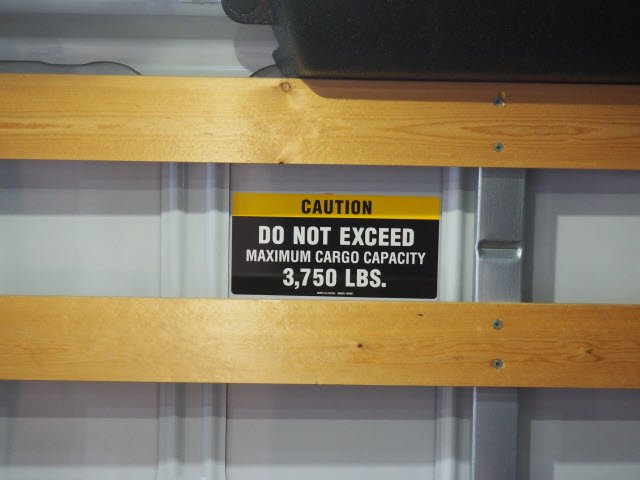 CAUTION
DO NOT EXCEED
MAXIMUM CARGO CAPACITY
3,750 LBS.